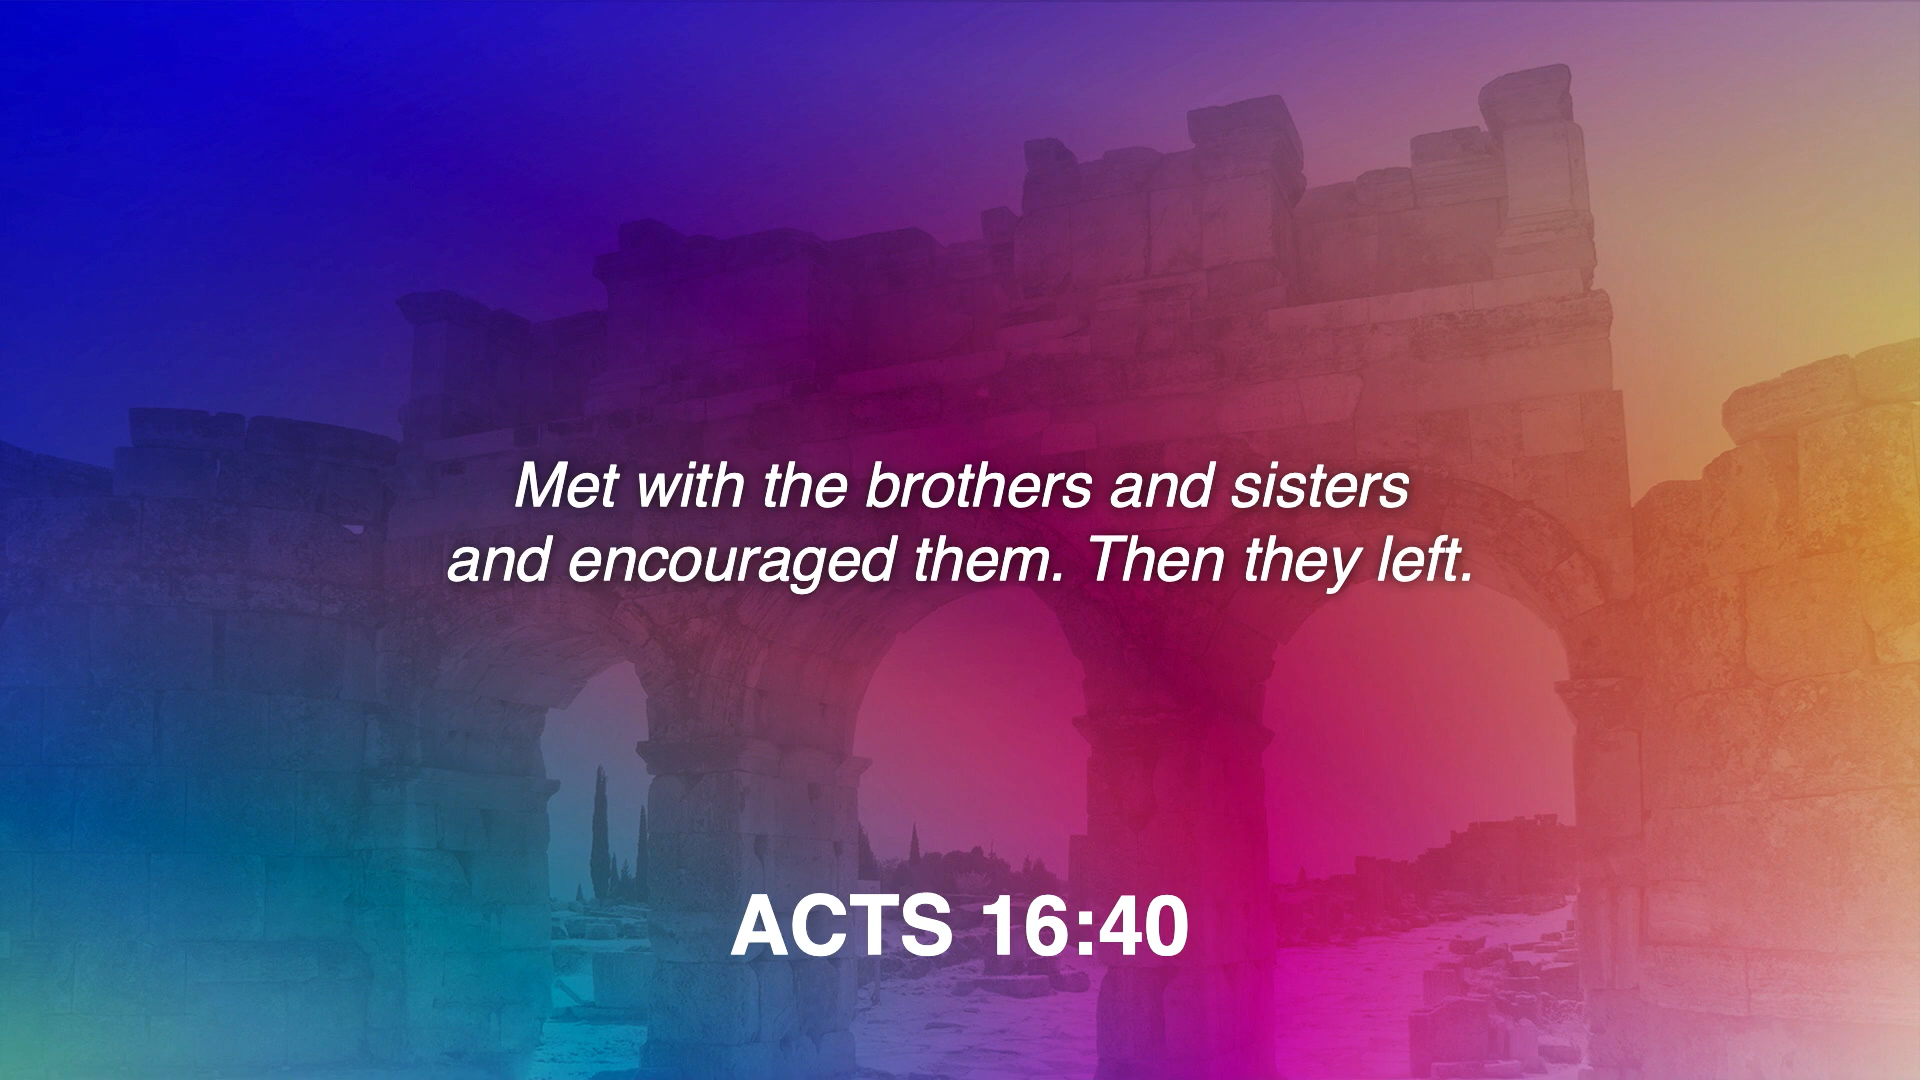 Met with the brothers and sisters
and encouraged them. Then they left.
ACTS 16:40